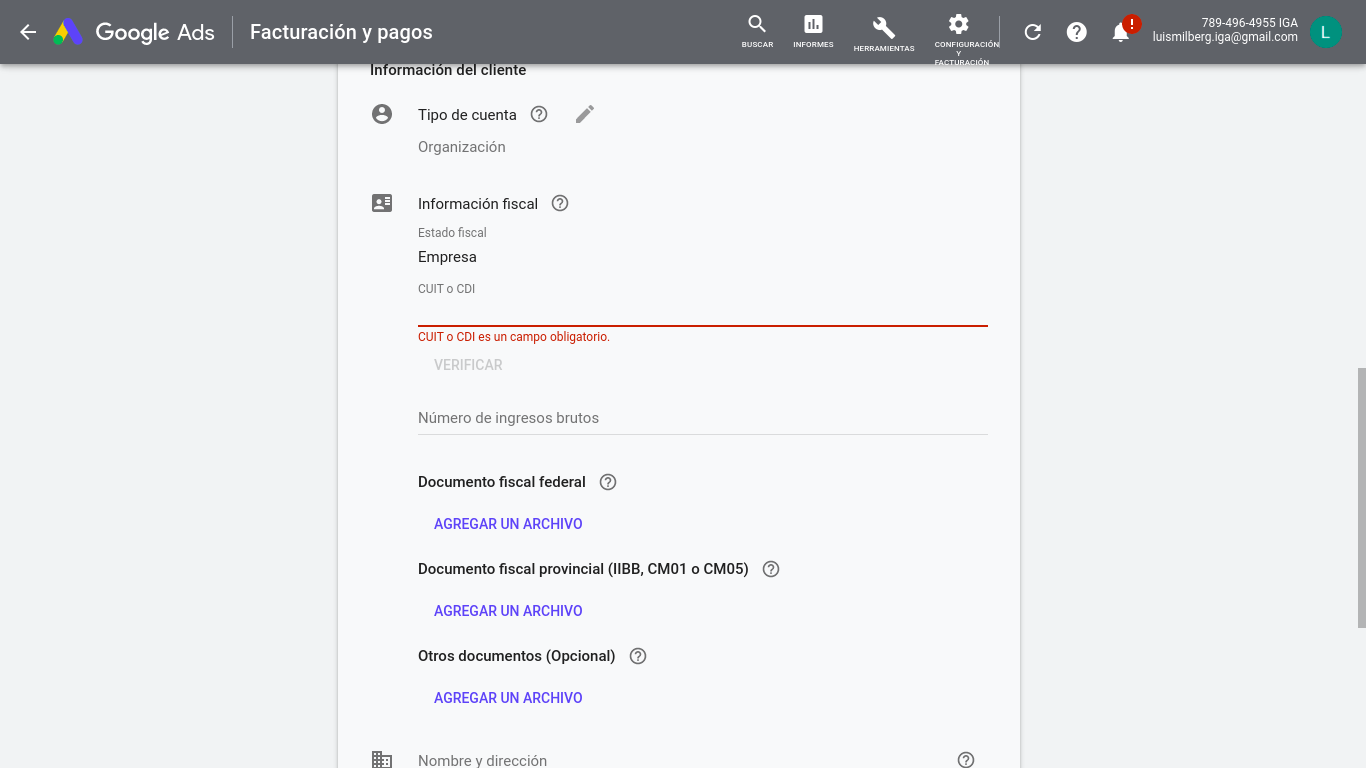 Google Ads
Facturación y pagos
BUSCAR
INFORMES
HERRAMIENTAS
CONFIGURACIÓN
Y
FACTURACIÓN
!
789-496-4955 IGA
luismilberg.iga@gmail.com
L
Información del cliente
Tipo de cuenta
Organización
Información fiscal
Estado fiscal
Empresa
CUIT o CDI
CUIT o CDI es un campo obligatorio.
VERIFICAR
Número de ingresos brutos
Documento fiscal federal
AGREGAR UN ARCHIVO
Documento fiscal provincial (IIBB, CM01 o CM05)
AGREGAR UN ARCHIVO
Otros documentos (Opcional)
AGREGAR UN ARCHIVO
Nombre y dirección